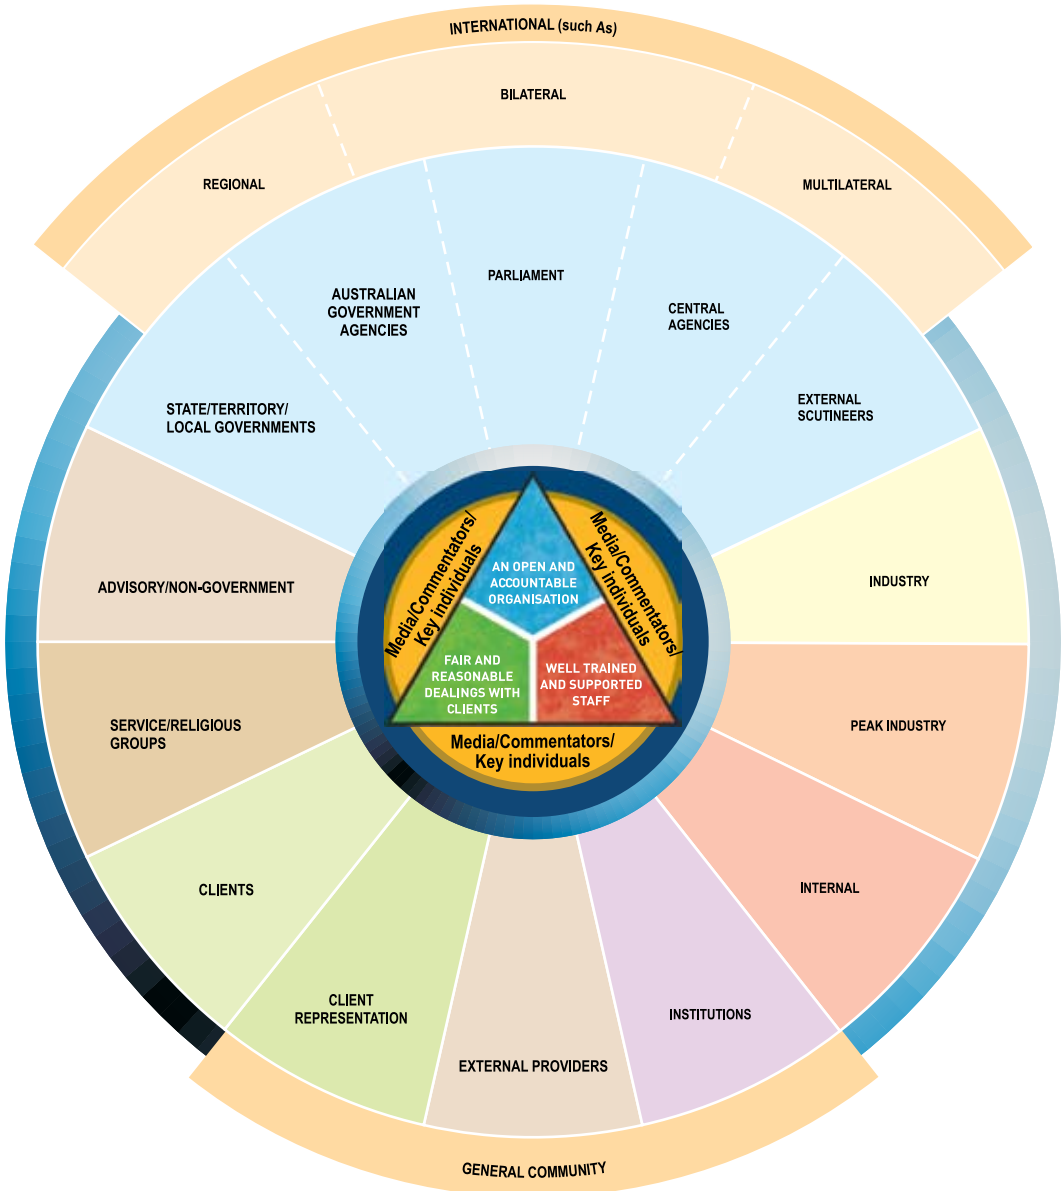 INTERNATIONAL (such As)
BILATERAL
REGIONAL
MULTILATERAL
PARLIAMENT
AUSTRALIAN
GOVERNMENT
AGENCIES
CENTRAL
AGENCIES
STATE/TERRITORY/
LOCAL GOVERNMENTS
EXTERNAL
SCUTINEERS
ADVISORY/NON-GOVERNMENT
INDUSTRY
Media/Commentators/
Key individuals
Media/Commentators/
Key individuals
AN OPEN AND
ACCOUNTABLE
ORGANISATION
FAIR AND
REASONABLE
DEALINGS WITH
CLIENTS
WELL TRAINED
AND SUPPORTED
STAFF
Media/Commentators/
Key individuals
SERVICE/RELIGIOUS
GROUPS
PEAK INDUSTRY
CLIENTS
INTERNAL
CLIENT
REPRESENTATION
INSTITUTIONS
EXTERNAL PROVIDERS
GENERAL COMMUNITY